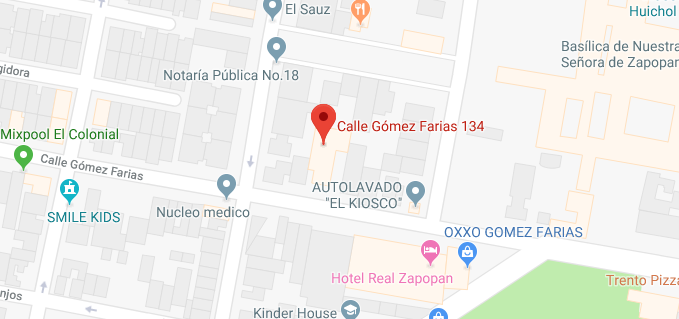 El Sauz
Huichol
Basílica de Nuestra
Señora de Zapopan
Notaría Pública No.18
gidora
Calle Gómez Farias 134
Mixpool El Colonial
Calle Gómez Farias
SMILE KIDS
Nucleo medico
AUTOLAVADO
"EL KIOSCO"
OXXO GOMEZ FARIAS
Hotel Real Zapopan
Trento Pizza
njos
Kinder House